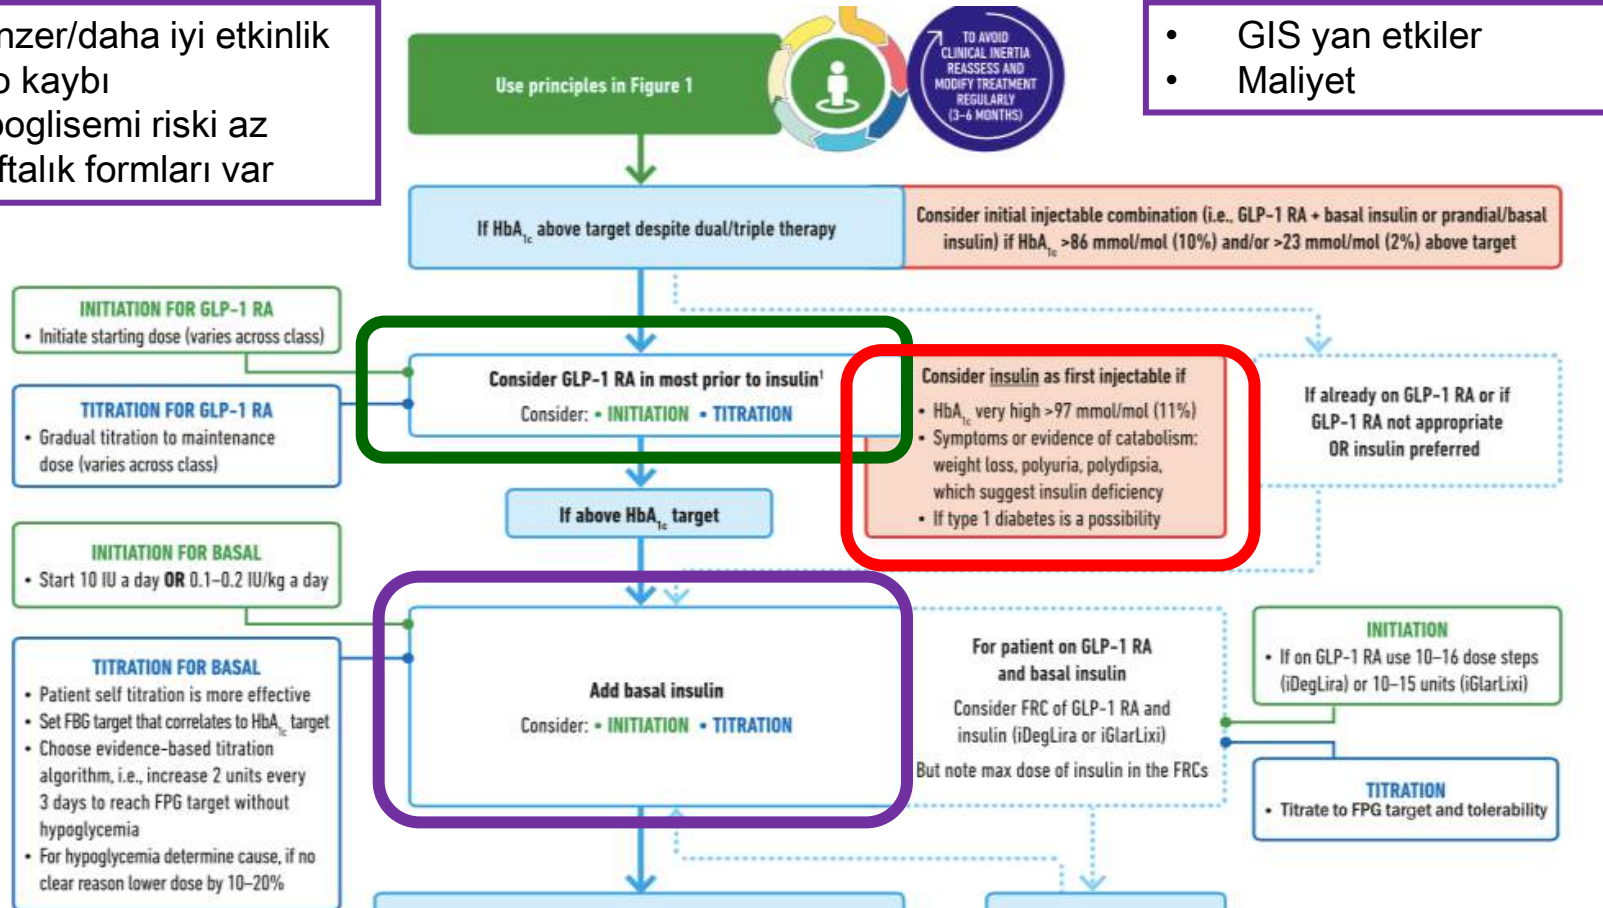 nzer/daha iyi etkinlik
kaybı
oglisemi riski az
ftalık formları var
• GIS yan etkiler
• Maliyet
Use principles in Figure 1
TO AVOID
CLINICAL INERTIA
REASSESS AND
MODIFY TREATMENT
REGULARLY
(3–6 MONTHS)
If HbA1c above target despite dual/triple therapy
Consider initial injectable combination (i.e., GLP-1 RA + basal insulin or prandial/basal
insulin) if HbA1c >86 mmol/mol (10%) and/or >23 mmol/mol (2%) above target
INITIATION FOR GLP-1 RA
• Initiate starting dose (varies across class)
TITRATION FOR GLP-1 RA
• Gradual titration to maintenance
dose (varies across class)
Consider GLP-1 RA in most prior to insulin¹
Consider: • INITIATION • TITRATION
Consider insulin as first injectable if
• HbA1c very high >97 mmol/mol (11%)
• Symptoms or evidence of catabolism:
weight loss, polyuria, polydipsia,
which suggest insulin deficiency
• If type 1 diabetes is a possibility
If already on GLP-1 RA or if
GLP-1 RA not appropriate
OR insulin preferred
If above HbA1c target
INITIATION FOR BASAL
• Start 10 IU a day OR 0.1–0.2 IU/kg a day
TITRATION FOR BASAL
• Patient self titration is more effective
• Set FBG target that correlates to HbA1c target
• Choose evidence-based titration
algorithm, i.e., increase 2 units every
3 days to reach FPG target without
hypoglycemia
• For hypoglycemia determine cause, if no
clear reason lower dose by 10–20%
Add basal insulin
Consider: • INITIATION • TITRATION
For patient on GLP-1 RA
and basal insulin
Consider FRC of GLP-1 RA and
insulin (iDegLira or iGlarLixi)
But note max dose of insulin in the FRCs
INITIATION
• If on GLP-1 RA use 10–16 dose steps
(iDegLira) or 10–15 units (iGlarLixi)
TITRATION
• Titrate to FPG target and tolerability